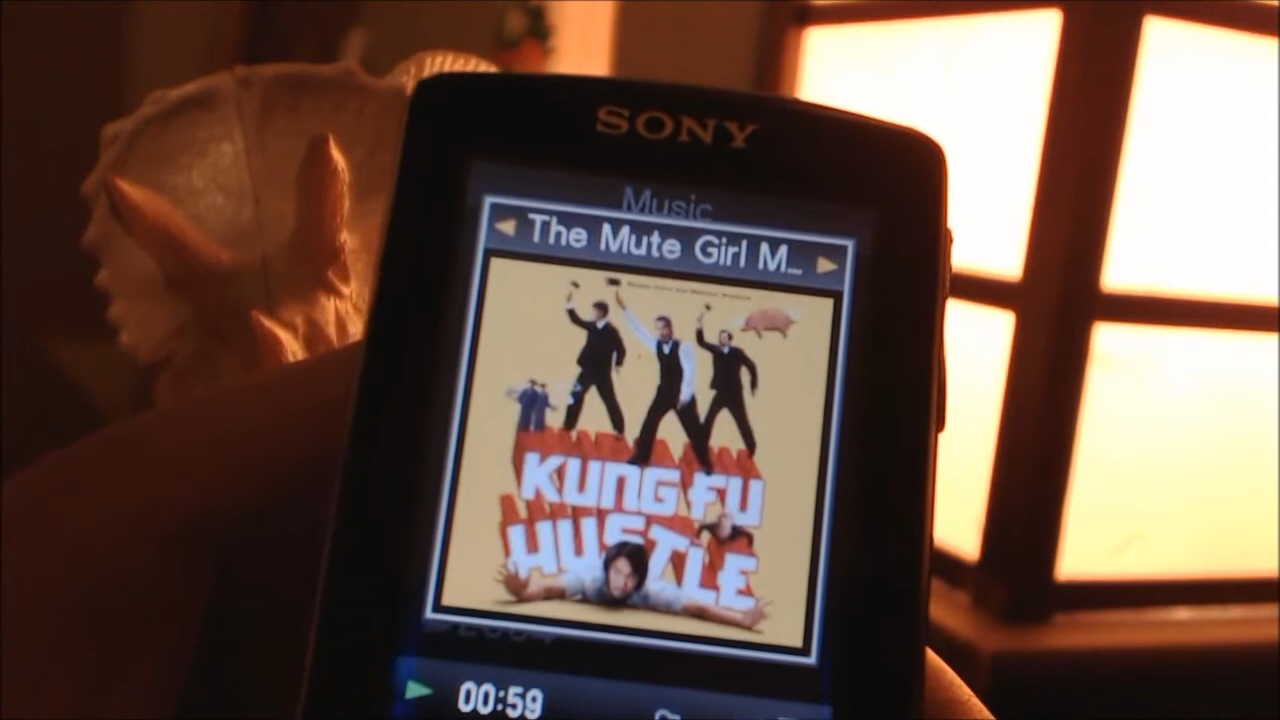 SONY
Music
The Mute Girl M...
KUNG FU
HUSTLE
00:59